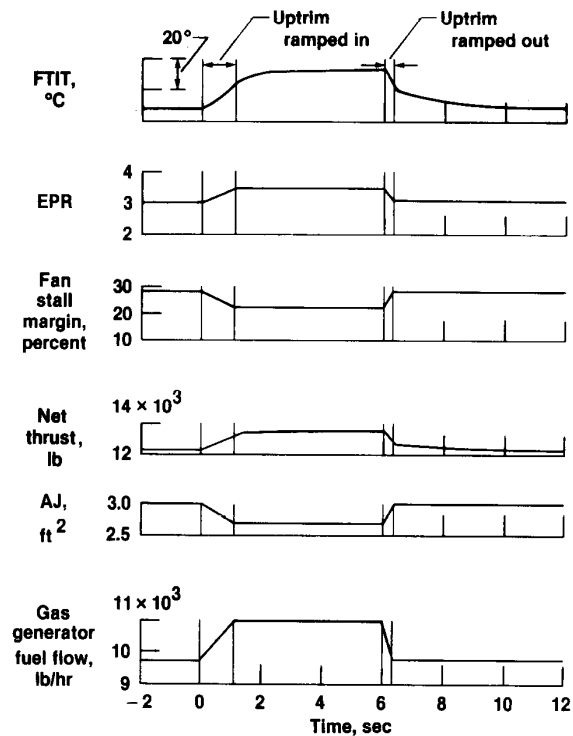 Uptrim
ramped in
Uptrim
ramped out
20°
FTIT,
°C
EPR
4
3
2
Fan
stall
margin,
percent
30
20
10
Net
thrust,
lb
14 × 10³
12
AJ,
ft²
3.0
2.5
Gas
generator
fuel flow,
lb/hr
11 × 10³
10
9
−2 0 2 4 6 8 10 12
Time, sec